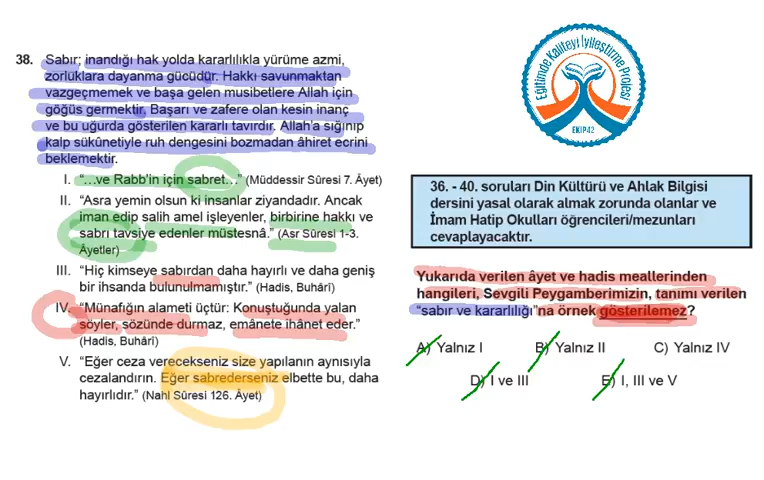 38. Sabır; inandığı hak yolda kararlılıkla yürüme azmi,
zorluklara dayanma gücüdür. Hakkı savunmaktan
vazgeçmemek ve başa gelen musibetlere Allah için
göğüs germektir. Başarı ve zafere olan kesin inanç
ve bu uğurda gösterilen kararlı tavırdır. Allah'a sığınıp
kalp sükûnetiyle ruh dengesini bozmadan âhiret ecrini
beklemektir.
I. “...ve Rabb'in için sabret...” (Müddessir Sûresi 7. Âyet)
II. “Asra yemin olsun ki insanlar ziyandadır. Ancak
iman edip salih amel işleyenler, birbirine hakkı ve
sabrı tavsiye edenler müstesnâ.” (Asr Sûresi 1-3.
Âyetler)
III. “Hiç kimseye sabırdan daha hayırlı ve daha geniş
bir ihsanda bulunulmamıştır.” (Hadis, Buhârî)
IV. “Münafığın alameti üçtür: Konuştuğunda yalan
söyler, sözünde durmaz, emânete ihânet eder.”
(Hadis, Buhârî)
V. “Eğer ceza verecekseniz size yapılanın aynısıyla
cezalandırın. Eğer sabrederseniz elbette bu, daha
hayırlıdır.” (Nahl Sûresi 126. Âyet)
Eğitimde Kaliteyi İyileştirme Projesi
EKİP42
36. - 40. soruları Din Kültürü ve Ahlak Bilgisi
dersini yasal olarak almak zorunda olanlar ve
İmam Hatip Okulları öğrencileri/mezunları
cevaplayacaktır.
Yukarıda verilen âyet ve hadis meallerinden
hangileri, Sevgili Peygamberimizin, tanımı verilen
“sabır ve kararlılığı”na örnek gösterilemez?
A) Yalnız I B) Yalnız II C) Yalnız IV
D) I ve III E) I, III ve V